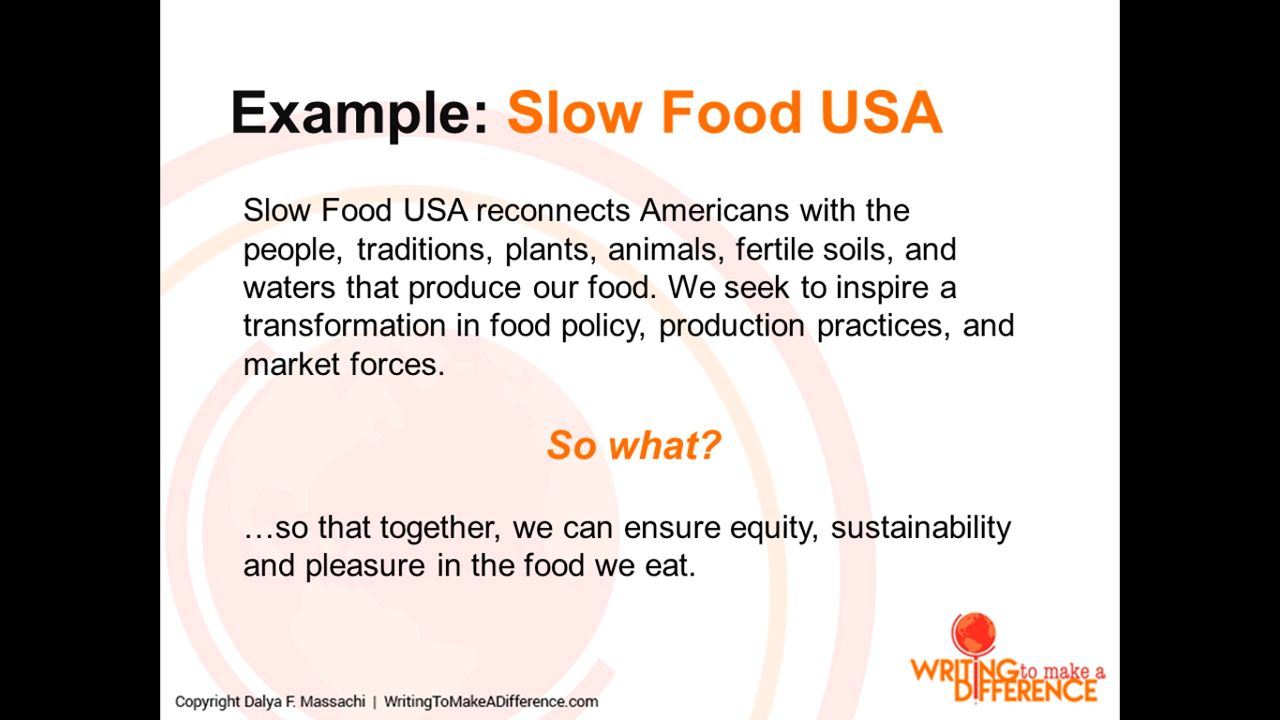 Example: Slow Food USA
Slow Food USA reconnects Americans with the
people, traditions, plants, animals, fertile soils, and
waters that produce our food. We seek to inspire a
transformation in food policy, production practices, and
market forces.
So what?
…so that together, we can ensure equity, sustainability
and pleasure in the food we eat.
WRITING to make a
DIFFERENCE
Copyright Dalya F. Massachi | WritingToMakeADifference.com